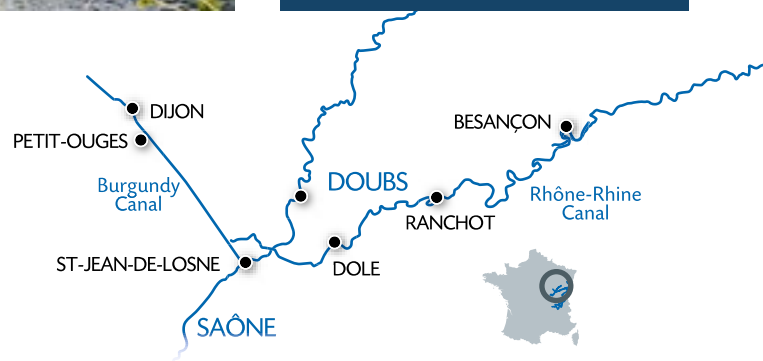 DIJON
PETIT-OUGES
BESANÇON
Burgundy
Canal
DOUBS
Rhône-Rhine
Canal
RANCHOT
ST-JEAN-DE-LOSNE
DOLE
SAÔNE